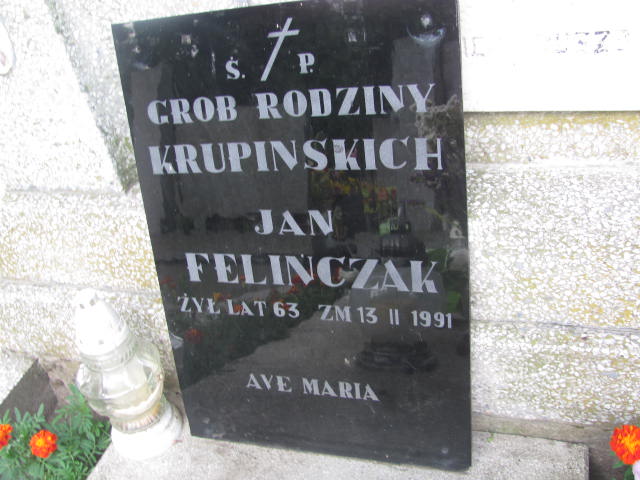 Ś. P.
GROB RODZINY
KRUPINSKICH
JAN
FELINCZAK
ŻYŁ LAT 63 ZM 13 II 1991
AVE MARIA